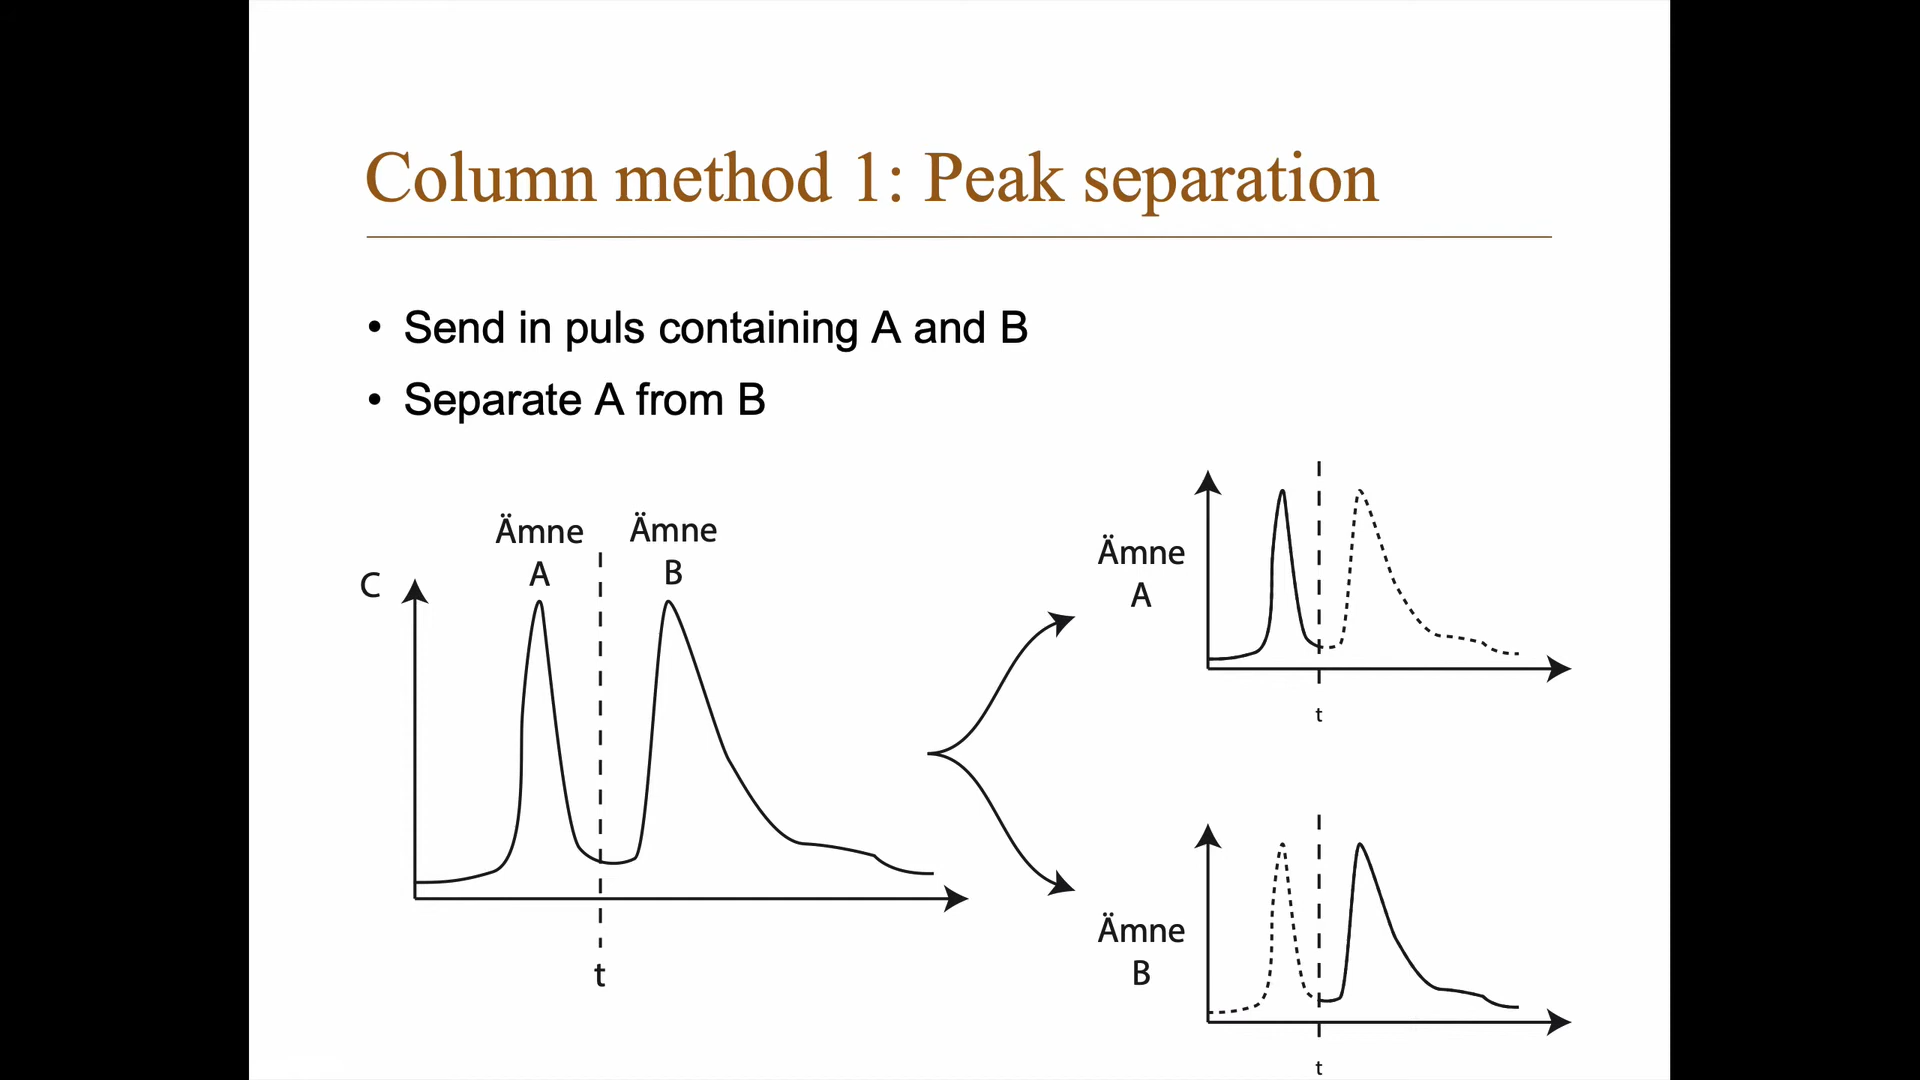 Column method 1: Peak separation
• Send in puls containing A and B
• Separate A from B
Ämne
A
Ämne
B
C
t
Ämne
A
t
Ämne
B
t